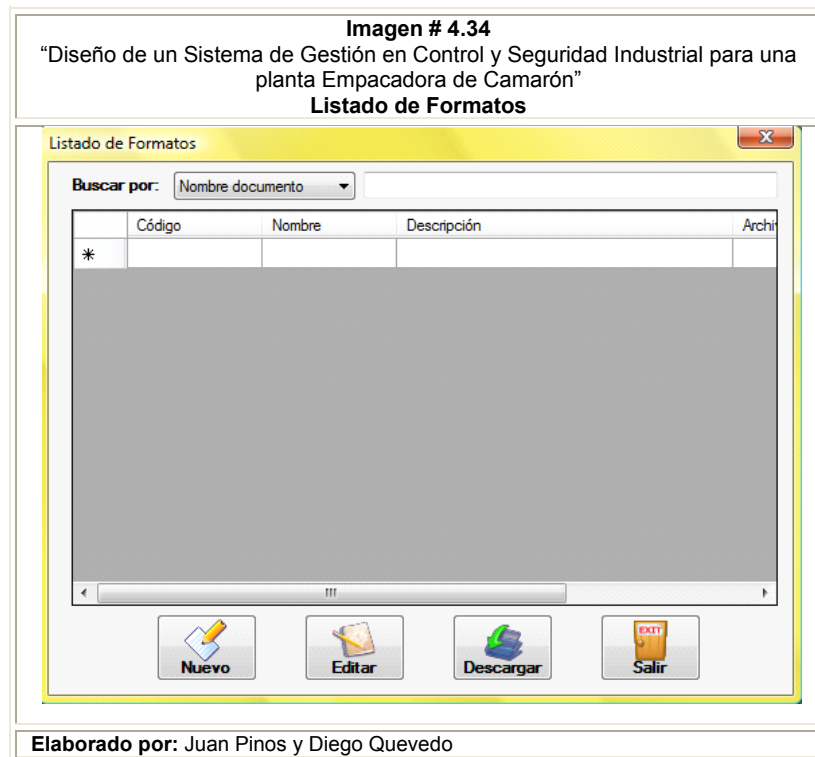 Imagen # 4.34
“Diseño de un Sistema de Gestión en Control y Seguridad Industrial para una
planta Empacadora de Camarón”
Listado de Formatos
Listado de Formatos
Buscar por: Nombre documento
Código Nombre Descripción Archi
Nuevo Editar Descargar EXIT Salir
Elaborado por: Juan Pinos y Diego Quevedo